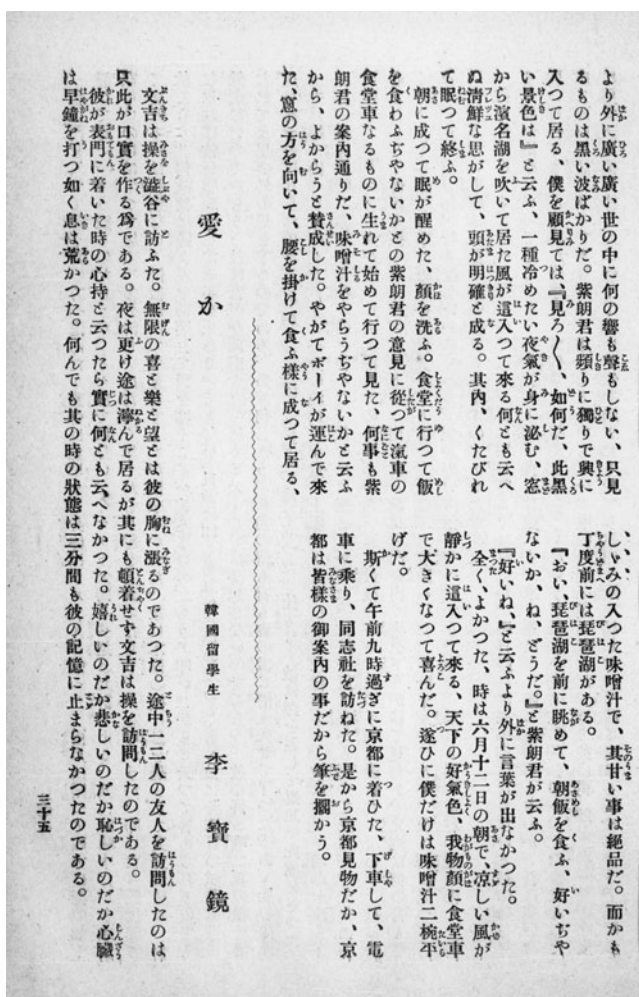 より外に廣い廣い世の中に何の響も聲もしない、只見
るものは黒い波ばかりだ。紫朗君は頻りに獨りで興に
入つて居る、僕を顧見ては『見ろ〳〵、如何だ、此黒
い景色は』と云ふ、一種冷めたい夜氣が身に泌む、窓
から濱名湖を吹いて居た風が這入つて來る何とも云へ
ぬ淸鮮な思がして、頭が明確と成る。其内、くたびれ
て眠つて終ふ。
朝に成つて眠が醒めた、顏を洗ふ。食堂に行つて飯
を食わふぢやないかとの紫朗君の意見に從つて滊車の
食堂車なるものに生れて始めて行つて見た、何事も紫
朗君の案内通りだ、味噌汁をやらうぢやないかと云ふ
から、よからうと賛成した。やがてボーイが運んで來
た、窓の方を向いて、腰を掛けて食ふ樣に成つて居る、
しゞみの入つた味噌汁で、其甘い事は絕品だ。而かも
丁度前には琵琶湖がある。
『おい、琵琶湖を前に眺めて、朝飯を食ふ、好いぢや
ないか、ね、どうだ。』と紫朗君が云ふ。
『好いね、』と云ふより外に言葉が出なかつた。
全く、よかつた、時は六月十二日の朝で、凉しい風が
靜かに這入つて來る、天下の好氣色、我物顏に食堂車
で大きくなつて喜んだ。遂ひに僕だけは味噌汁二椀平
げだ。
斯くて午前九時過ぎに京都に着ひた、下車して、電
車に乘り、同志社を訪ねた。是から京都見物だか、京
都は皆樣の御案内の事だから筆を擱かう。
愛か
韓國留學生 李寶鏡
文吉は操を澁谷に訪ふた。無限の喜と樂と望とは彼の胸に漲るのであつた。途中一二人の友人を訪問したのは
只此が口實を作る爲である。夜は更け途は濘んで居るが其にも頓着せず文吉は操を訪問したのである。
彼が表門に着いた時の心持と云つたら實に何とも云へなかつた。嬉しいのだか悲しいのだか恥しいのだか心臟
は早鐘を打つ如く息は荒かつた。何んでも其の時の狀態は三分間も彼の記憶に止まらなかつたのである。
三十五